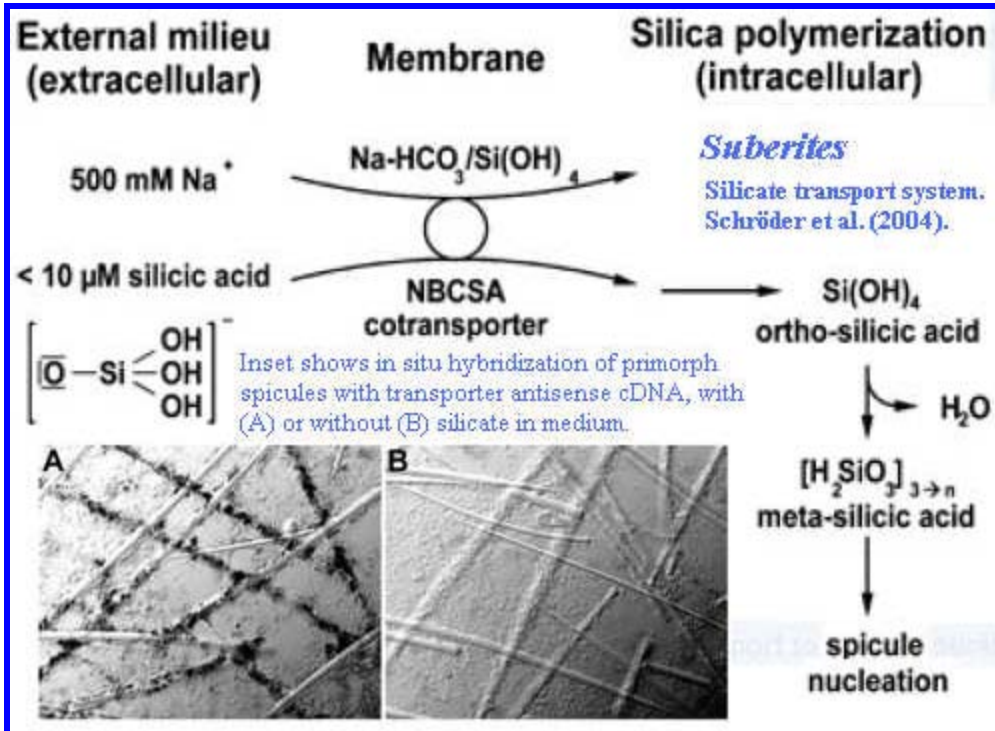 External milieu
(extracellular)
Membrane
Silica polymerization
(intracellular)
500 mM Na⁺
Na-HCO₃/Si(OH)₄
Suberites
Silicate transport system.
Schröder et al. (2004).
< 10 µM silicic acid
NBCSA
cotransporter
Si(OH)₄
ortho-silicic acid
[O—Si OH OH OH]⁻
Inset shows in situ hybridization of primorph
spicules with transporter antisense cDNA, with
(A) or without (B) silicate in medium.
H₂O
[H₂SiO₃]₃→n
meta-silicic acid
A
B
spicule
nucleation